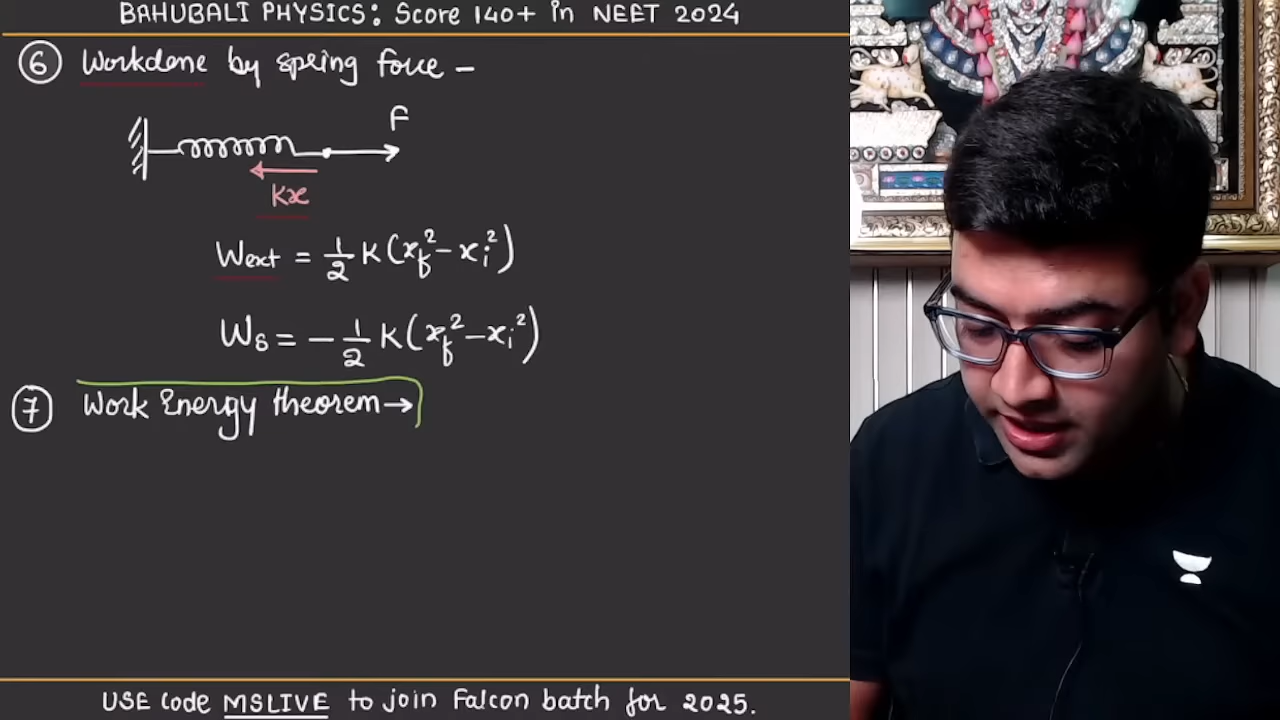 BAHUBALI PHYSICS: Score 140+ in NEET 2024
⑥ Workdone by spring force –
F
Kx
Wext = 1/2 K(xf² – xi²)
Ws = – 1/2 K(xf² – xi²)
⑦ Work Energy theorem →
USE Code MSLIVE to join Falcon batch for 2025.